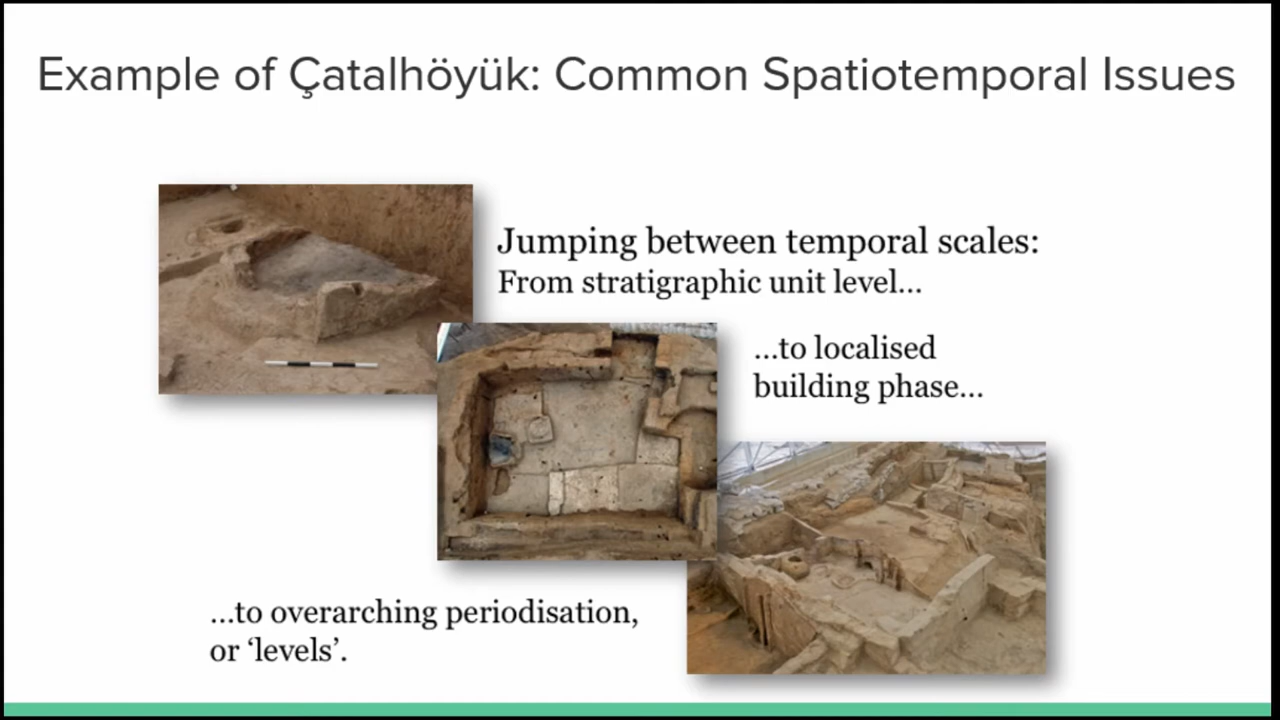 Example of Çatalhöyük: Common Spatiotemporal Issues
Jumping between temporal scales:
From stratigraphic unit level...
...to localised
building phase...
...to overarching periodisation,
or ‘levels’.